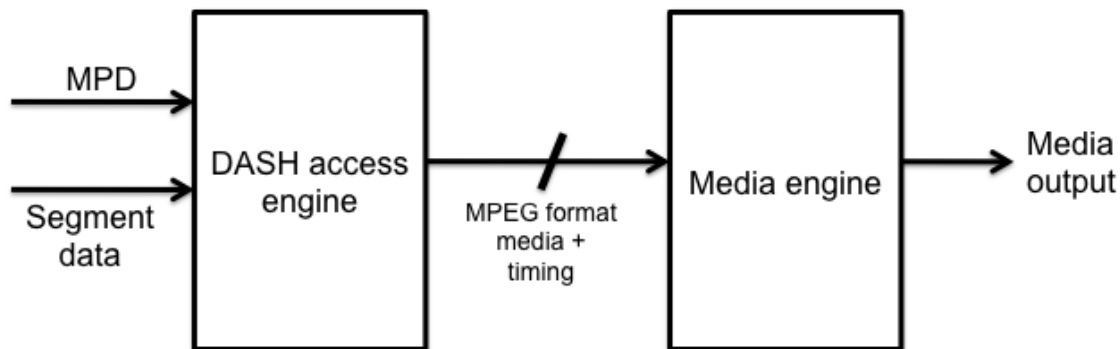 MPD
Segment
data
DASH access
engine
MPEG format
media +
timing
Media engine
Media
output